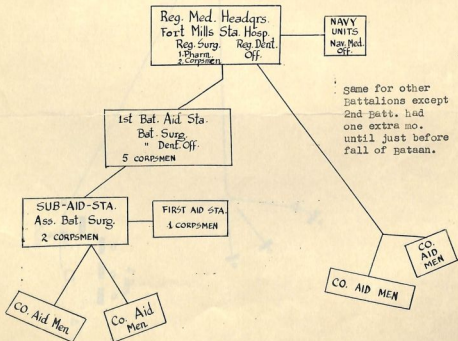 Reg. Med. Headqrs.
Fort Mills Sta. Hosp.
Reg. Surg. Reg. Dent.
1. Pharm. Off.
2. Corpsmen
NAVY
UNITS
Nav. Med.
Off.
Same for other
Battalions except
2nd Batt. had
one extra mo.
until just before
fall of Bataan.
1st Bat. Aid Sta.
Bat. Surg.
" Dent. Off.
5 CORPSMEN
SUB-AID-STA.
Ass. Bat. Surg.
2 CORPSMEN
FIRST AID STA.
1 CORPSMEN
CO. Aid Men
Co. Aid
Men
CO. AID MEN
CO.
AID
MEN